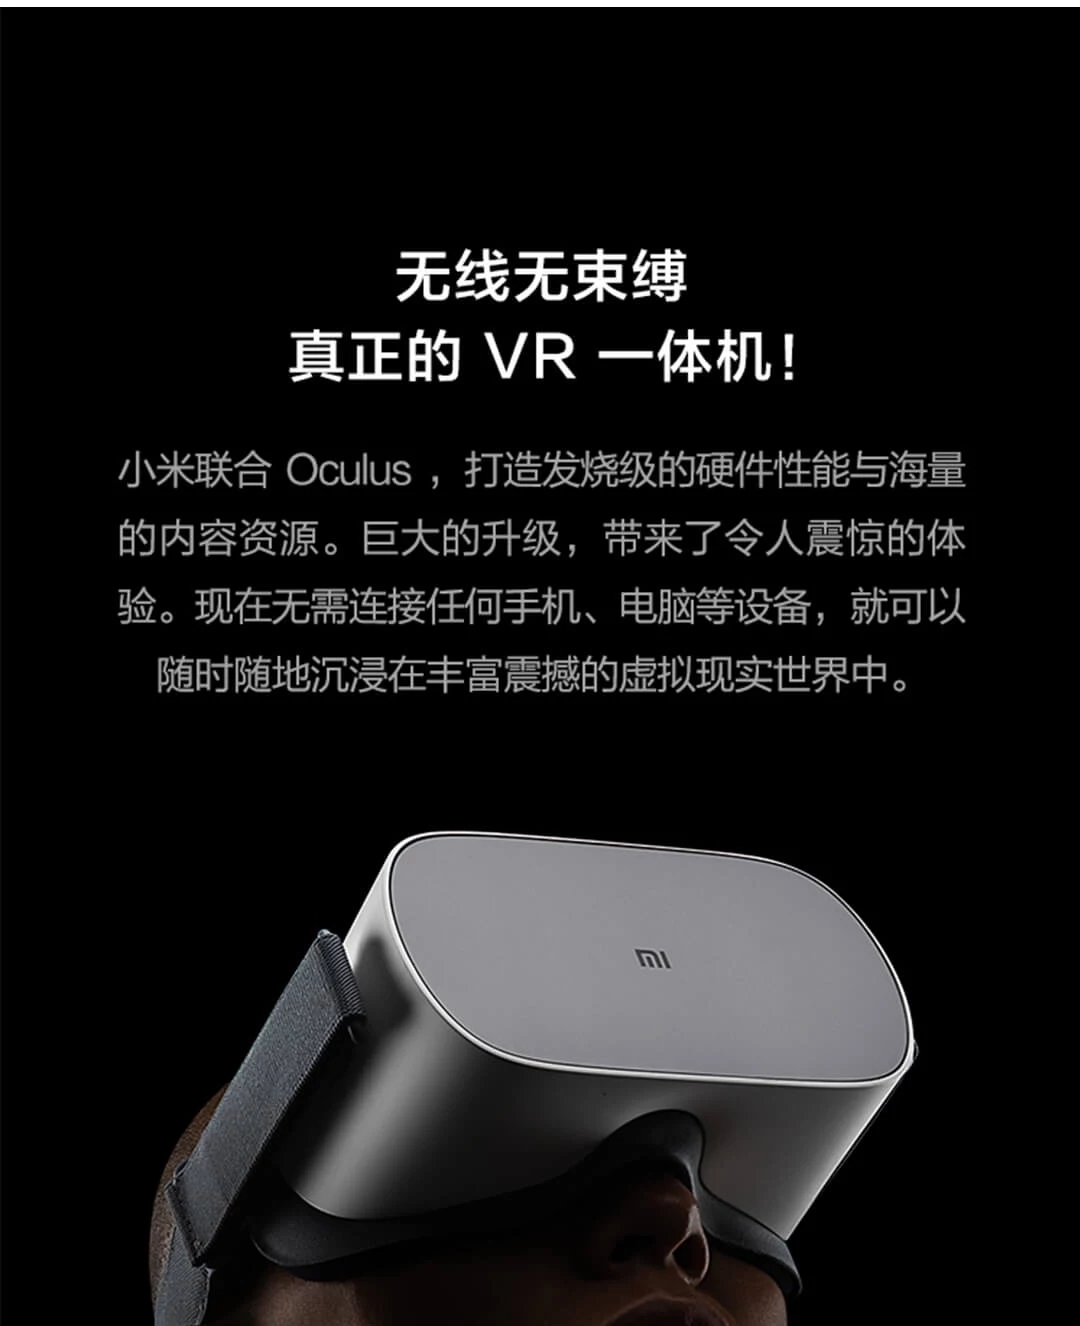 无线无束缚
真正的 VR 一体机！
小米联合 Oculus ，打造发烧级的硬件性能与海量
的内容资源。巨大的升级，带来了令人震惊的体
验。现在无需连接任何手机、电脑等设备，就可以
随时随地沉浸在丰富震撼的虚拟现实世界中。
MI